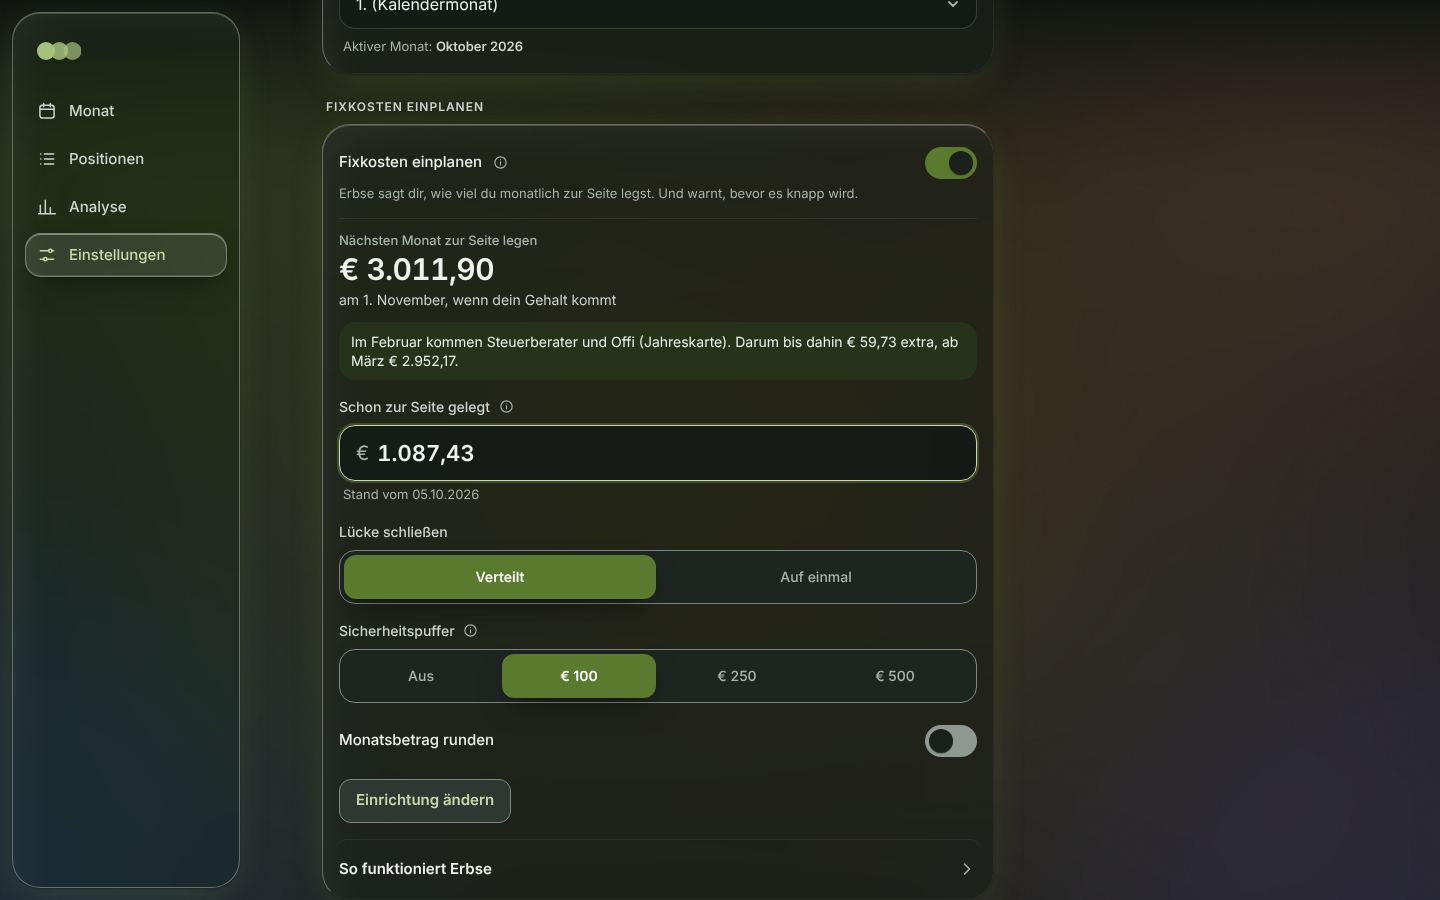 1. (Kalendermonat)
Aktiver Monat: Oktober 2026
Monat
Positionen
Analyse
Einstellungen
FIXKOSTEN EINPLANEN
Fixkosten einplanen
Erbse sagt dir, wie viel du monatlich zur Seite legst. Und warnt, bevor es knapp wird.
Nächsten Monat zur Seite legen
€ 3.011,90
am 1. November, wenn dein Gehalt kommt
Im Februar kommen Steuerberater und Offi (Jahreskarte). Darum bis dahin € 59,73 extra, ab
März € 2.952,17.
Schon zur Seite gelegt
€ 1.087,43
Stand vom 05.10.2026
Lücke schließen
Verteilt
Auf einmal
Sicherheitspuffer
Aus
€ 100
€ 250
€ 500
Monatsbetrag runden
Einrichtung ändern
So funktioniert Erbse